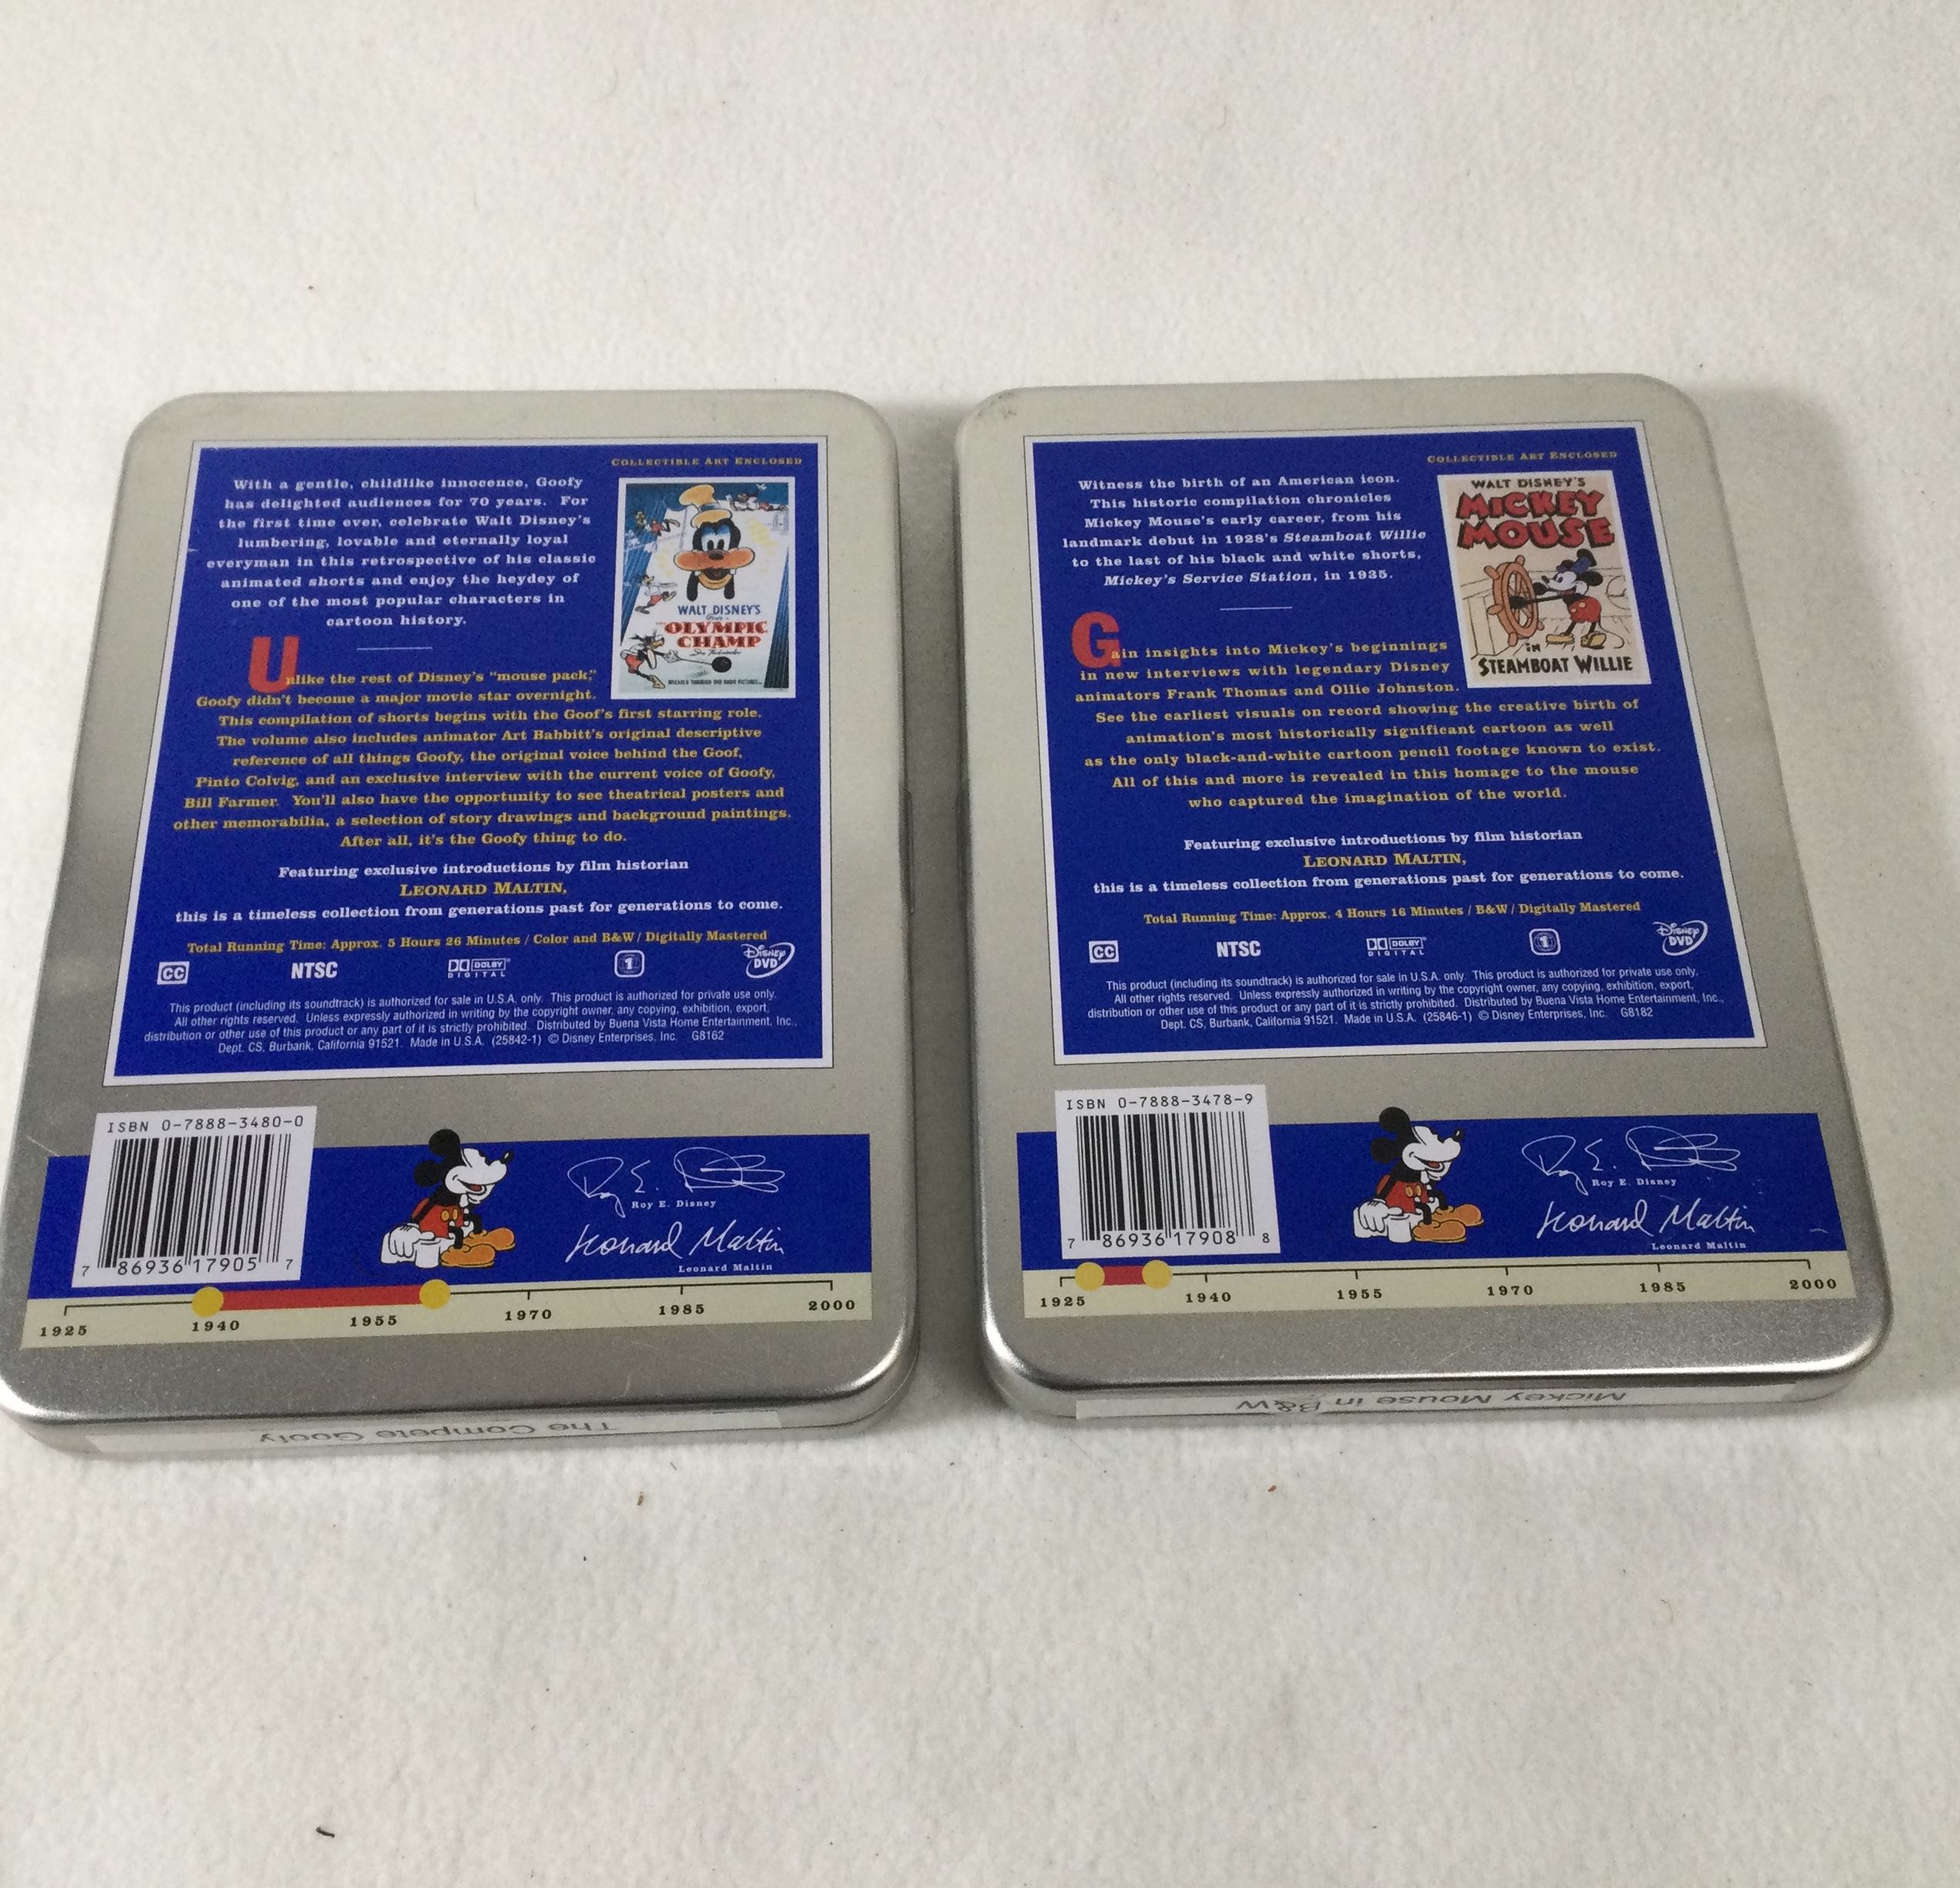 COLLECTIBLE ART ENCLOSED
With a gentle, childlike innocence, Goofy
has delighted audiences for 70 years. For
the first time ever, celebrate Walt Disney's
lumbering, lovable and eternally loyal
everyman in this retrospective of his classic
animated shorts and enjoy the heydey of
one of the most popular characters in
cartoon history.
WALT DISNEY'S
OLYMPIC
CHAMP
Unlike the rest of Disney's "mouse pack,"
Goofy didn't become a major movie star overnight.
This compilation of shorts begins with the Goof's first starring role.
The volume also includes animator Art Babbitt's original descriptive
reference of all things Goofy, the original voice behind the Goof,
Pinto Colvig, and an exclusive interview with the current voice of Goofy,
Bill Farmer. You'll also have the opportunity to see theatrical posters and
other memorabilia, a selection of story drawings and background paintings.
After all, it's the Goofy thing to do.
Featuring exclusive introductions by film historian
LEONARD MALTIN,
this is a timeless collection from generations past for generations to come.
Total Running Time: Approx. 5 Hours 26 Minutes / Color and B&W / Digitally Mastered
CC NTSC DOLBY DIGITAL 1 DISNEY DVD
This product (including its soundtrack) is authorized for sale in U.S.A. only. This product is authorized for private use only.
All other rights reserved. Unless expressly authorized in writing by the copyright owner, any copying, exhibition, export,
distribution or other use of this product or any part of it is strictly prohibited. Distributed by Buena Vista Home Entertainment, Inc.,
Dept. CS, Burbank, California 91521. Made in U.S.A. (25842-1) © Disney Enterprises, Inc. G8162
ISBN 0-7888-3480-0
7 86936 17905 7
Roy E. Disney
Leonard Maltin
Leonard Maltin
1925 1940 1955 1970 1985 2000
The Compete Goofy
COLLECTIBLE ART ENCLOSED
Witness the birth of an American icon.
This historic compilation chronicles
Mickey Mouse's early career, from his
landmark debut in 1928's Steamboat Willie
to the last of his black and white shorts,
Mickey's Service Station, in 1935.
WALT DISNEY'S
MICKEY
MOUSE
IN
STEAMBOAT WILLIE
Gain insights into Mickey's beginnings
in new interviews with legendary Disney
animators Frank Thomas and Ollie Johnston.
See the earliest visuals on record showing the creative birth of
animation's most historically significant cartoon as well
as the only black-and-white cartoon pencil footage known to exist.
All of this and more is revealed in this homage to the mouse
who captured the imagination of the world.
Featuring exclusive introductions by film historian
LEONARD MALTIN,
this is a timeless collection from generations past for generations to come.
Total Running Time: Approx. 4 Hours 16 Minutes / B&W / Digitally Mastered
CC NTSC DOLBY DIGITAL 1 DISNEY DVD
This product (including its soundtrack) is authorized for sale in U.S.A. only. This product is authorized for private use only.
All other rights reserved. Unless expressly authorized in writing by the copyright owner, any copying, exhibition, export,
distribution or other use of this product or any part of it is strictly prohibited. Distributed by Buena Vista Home Entertainment, Inc.,
Dept. CS, Burbank, California 91521. Made in U.S.A. (25846-1) © Disney Enterprises, Inc. G8182
ISBN 0-7888-3478-9
7 86936 17908 8
Roy E. Disney
Leonard Maltin
Leonard Maltin
1925 1940 1955 1970 1985 2000
Mickey Mouse in B&W